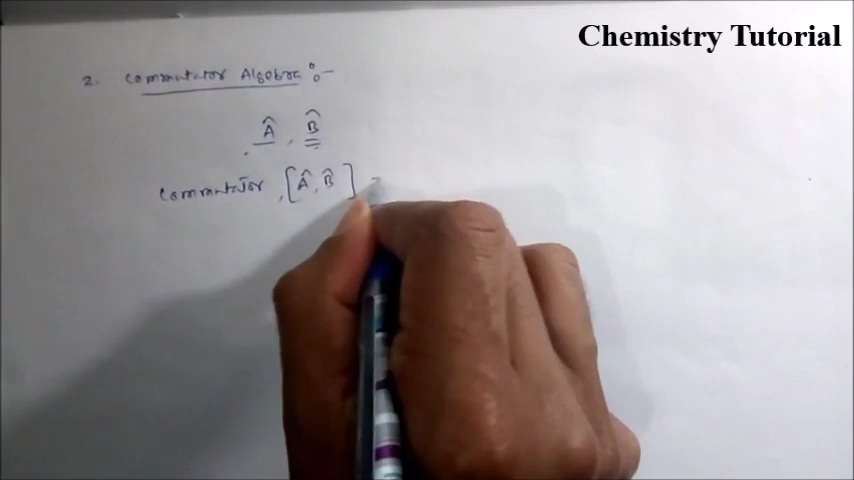 Chemistry Tutorial
2. Commutator Algebra :-
Â , B̂
Commutator , [Â, B̂] =